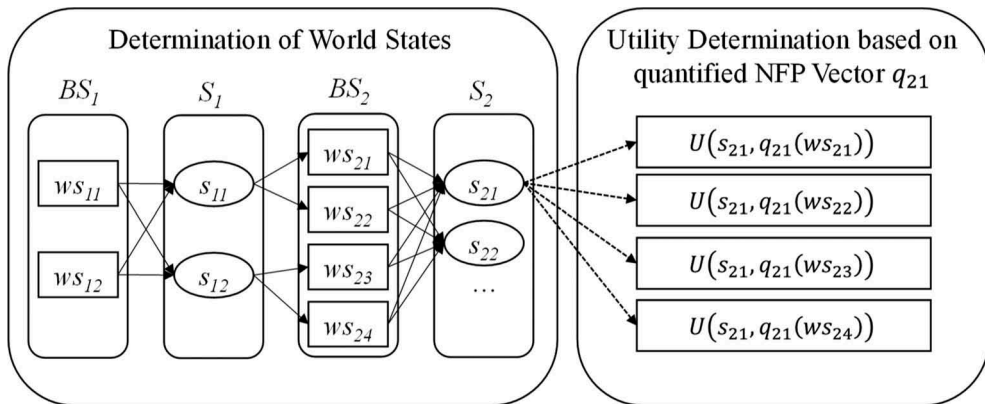 Determination of World States
BS₁
S₁
BS₂
S₂
ws₁₁
ws₁₂
s₁₁
s₁₂
ws₂₁
ws₂₂
ws₂₃
ws₂₄
s₂₁
s₂₂
...
Utility Determination based on
quantified NFP Vector q₂₁
U(s₂₁, q₂₁(ws₂₁))
U(s₂₁, q₂₁(ws₂₂))
U(s₂₁, q₂₁(ws₂₃))
U(s₂₁, q₂₁(ws₂₄))